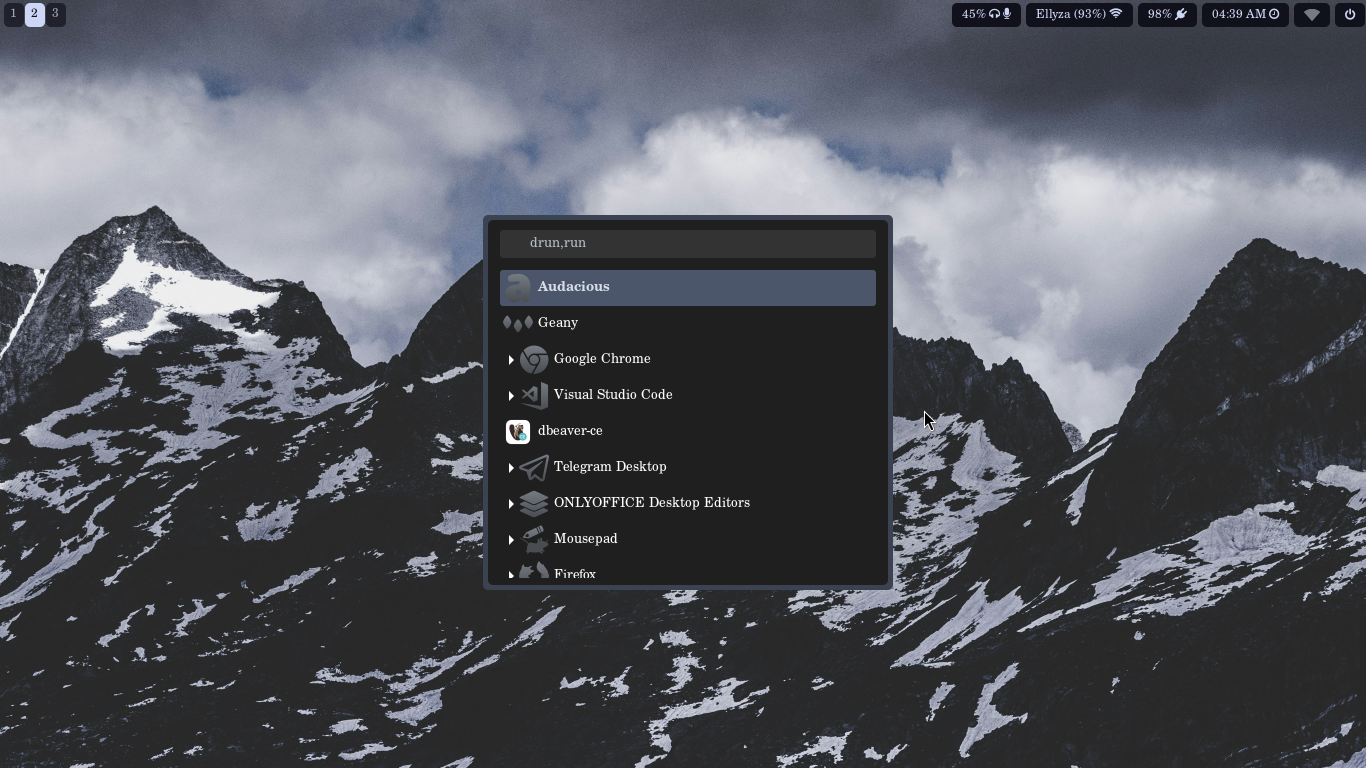 1 2 3 45% Ellyza (93%) 98% 04:39 AM
drun,run
Audacious
Geany
Google Chrome
Visual Studio Code
dbeaver-ce
Telegram Desktop
ONLYOFFICE Desktop Editors
Mousepad
Firefox